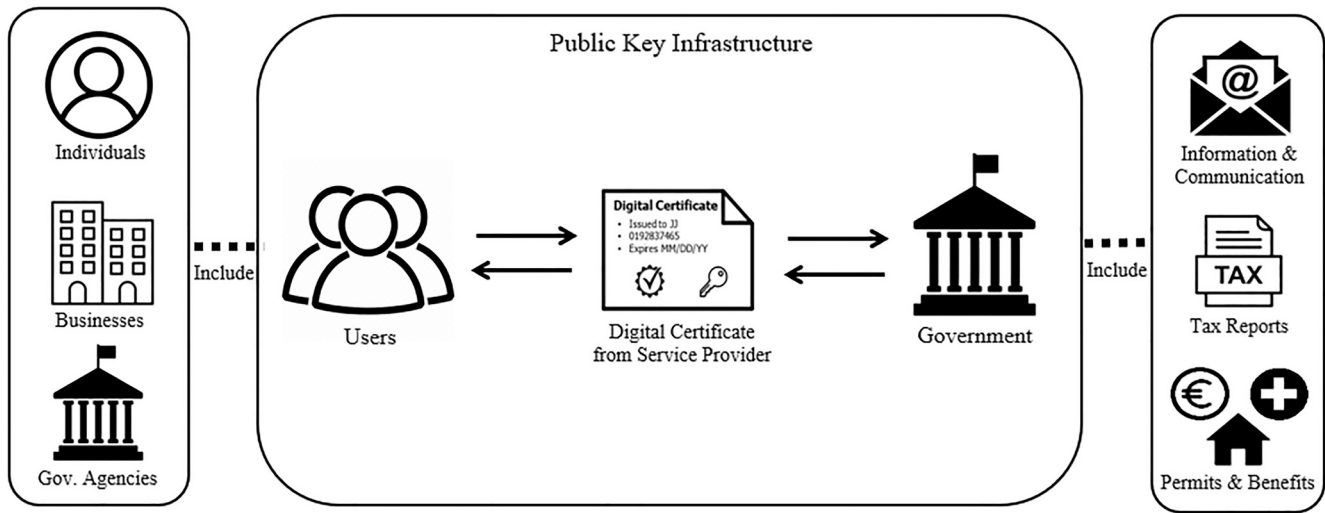 Public Key Infrastructure
Individuals
Businesses
Gov. Agencies
Include
Users
Digital Certificate
• Issued to JJ
• 0192837465
• Expres MM/DD/YY
Digital Certificate
from Service Provider
Government
Include
@
Information &
Communication
TAX
Tax Reports
€
Permits & Benefits